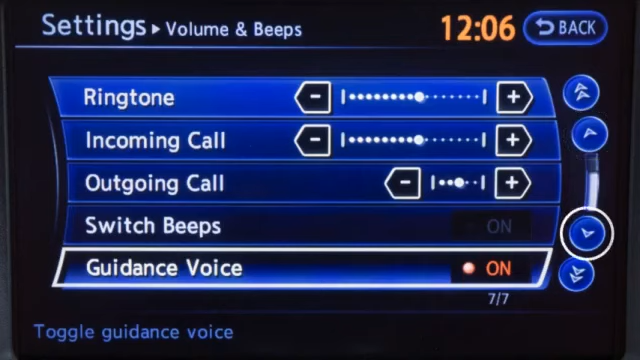 Settings ▸ Volume & Beeps 12:06 BACK
Ringtone - +
Incoming Call - +
Outgoing Call - +
Switch Beeps ON
Guidance Voice ON
7/7
Toggle guidance voice